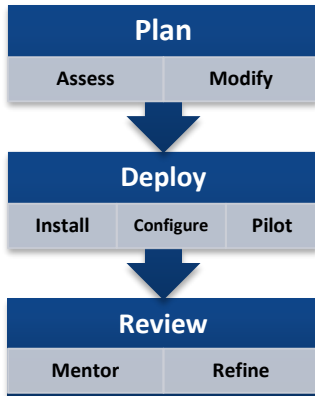 Plan
Assess Modify
Deploy
Install Configure Pilot
Review
Mentor Refine